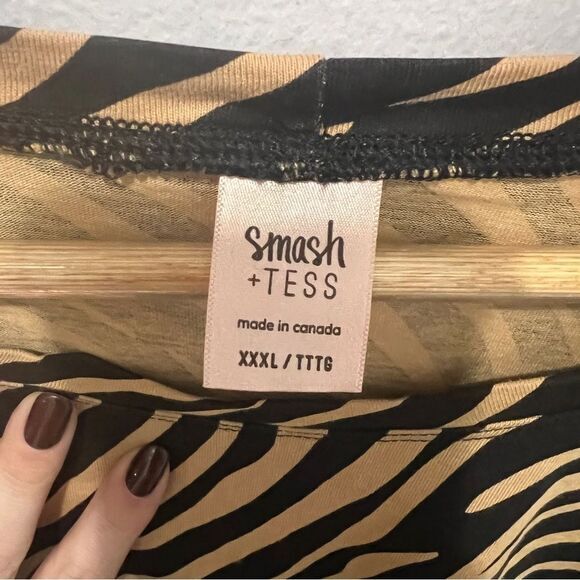 smash
+TESS
made in canada
XXXL / TTTG